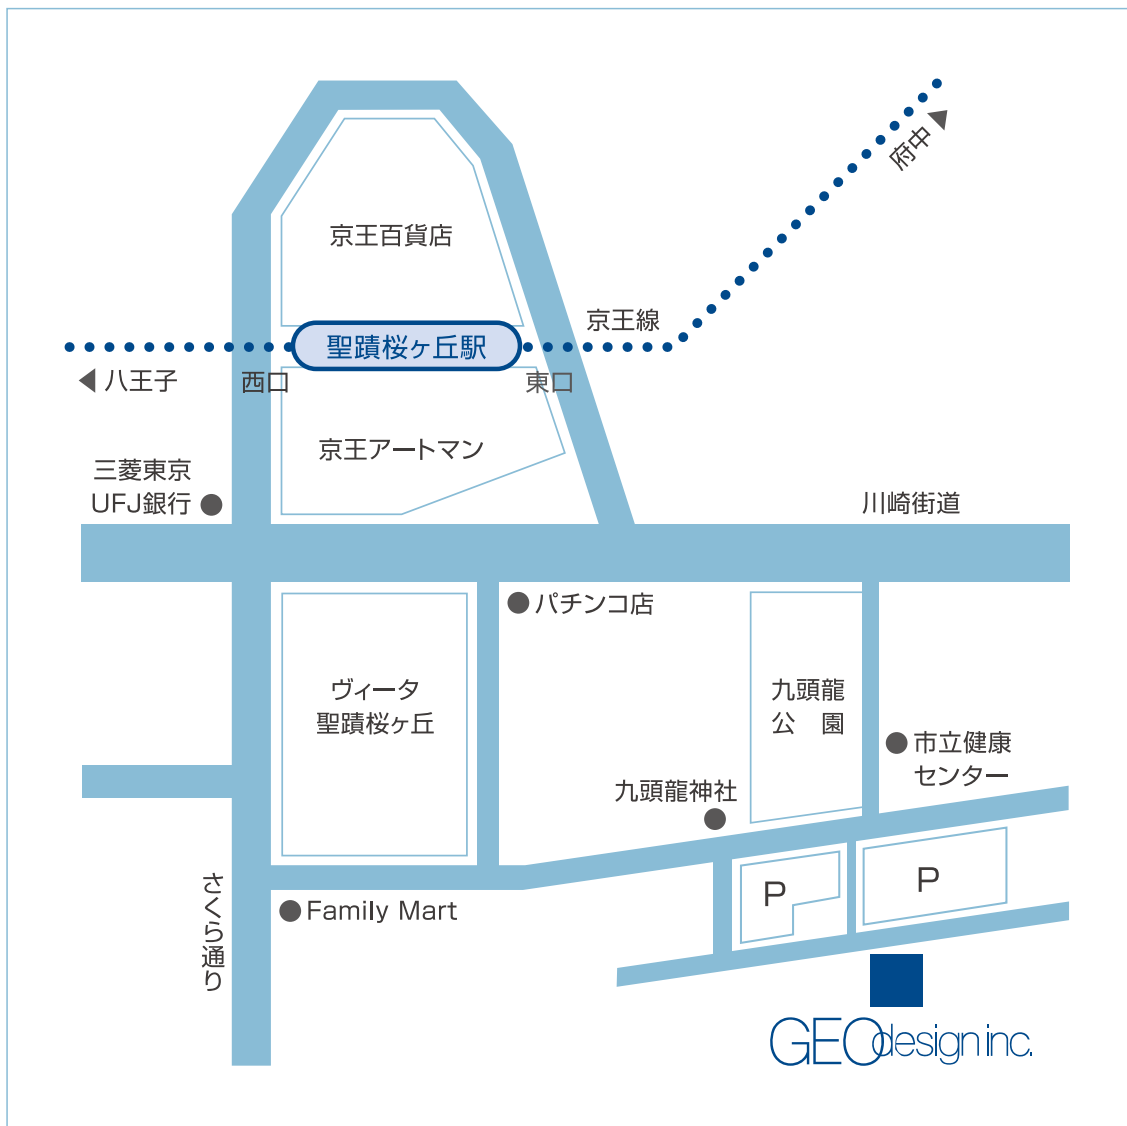 府中
京王百貨店
京王線
聖蹟桜ヶ丘駅
八王子
西口
東口
京王アートマン
三菱東京
UFJ銀行
川崎街道
パチンコ店
ヴィータ
聖蹟桜ヶ丘
九頭龍
公　園
市立健康
センター
九頭龍神社
さくら通り
P
P
Family Mart
GEOdesign inc.